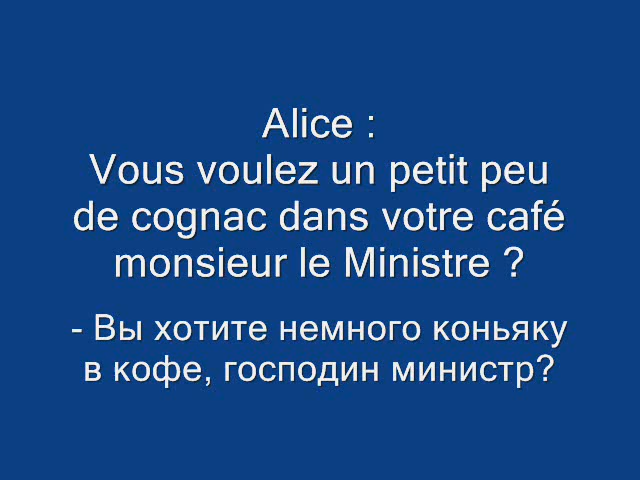 Alice :
Vous voulez un petit peu
de cognac dans votre café
monsieur le Ministre ?
- Вы хотите немного коньяку
в кофе, господин министр?